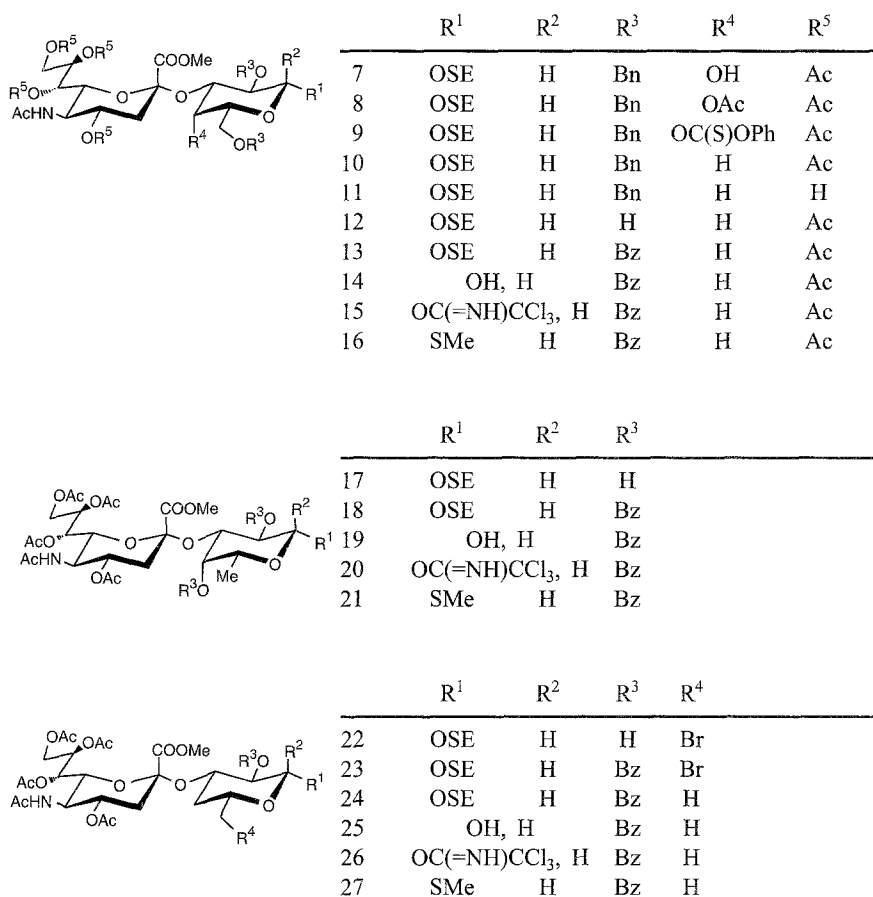 R¹ R² R³ R⁴ R⁵
7 OSE H Bn OH Ac
8 OSE H Bn OAc Ac
9 OSE H Bn OC(S)OPh Ac
10 OSE H Bn H Ac
11 OSE H Bn H H
12 OSE H H H Ac
13 OSE H Bz H Ac
14 OH, H Bz H Ac
15 OC(=NH)CCl₃, H Bz H Ac
16 SMe H Bz H Ac
OR⁵ OR⁵ COOMe R³O R²
R⁵O O O O R¹
AcHN R⁴
OR⁵ OR³
R¹ R² R³
17 OSE H H
18 OSE H Bz
19 OH, H Bz
20 OC(=NH)CCl₃, H Bz
21 SMe H Bz
OAc OAc COOMe R³O R²
AcO O O O R¹
AcHN Me
OAc R³O
R¹ R² R³ R⁴
22 OSE H H Br
23 OSE H Bz Br
24 OSE H Bz H
25 OH, H Bz H
26 OC(=NH)CCl₃, H Bz H
27 SMe H Bz H
OAc OAc COOMe R³O R²
AcO O O O R¹
AcHN
OAc R⁴